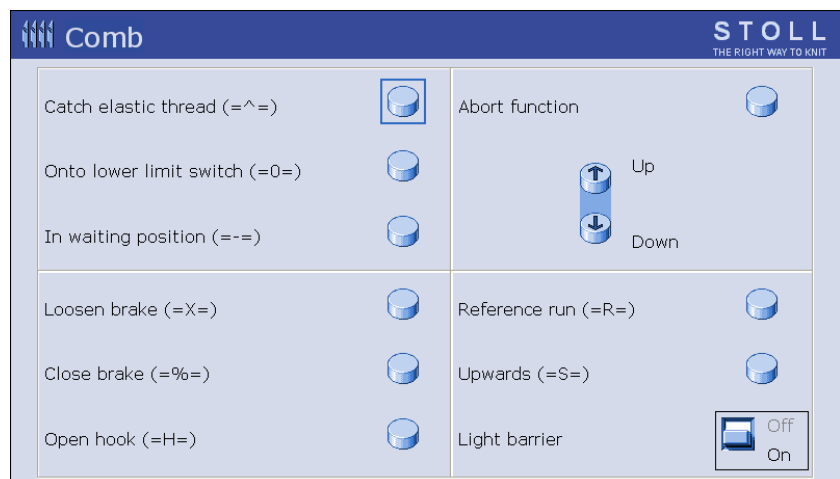 Comb
STOLL
THE RIGHT WAY TO KNIT
Catch elastic thread (=^=)
Onto lower limit switch (=0=)
In waiting position (=-=)
Abort function
Up
Down
Loosen brake (=X=)
Close brake (=%=)
Open hook (=H=)
Reference run (=R=)
Upwards (=S=)
Light barrier
Off
On